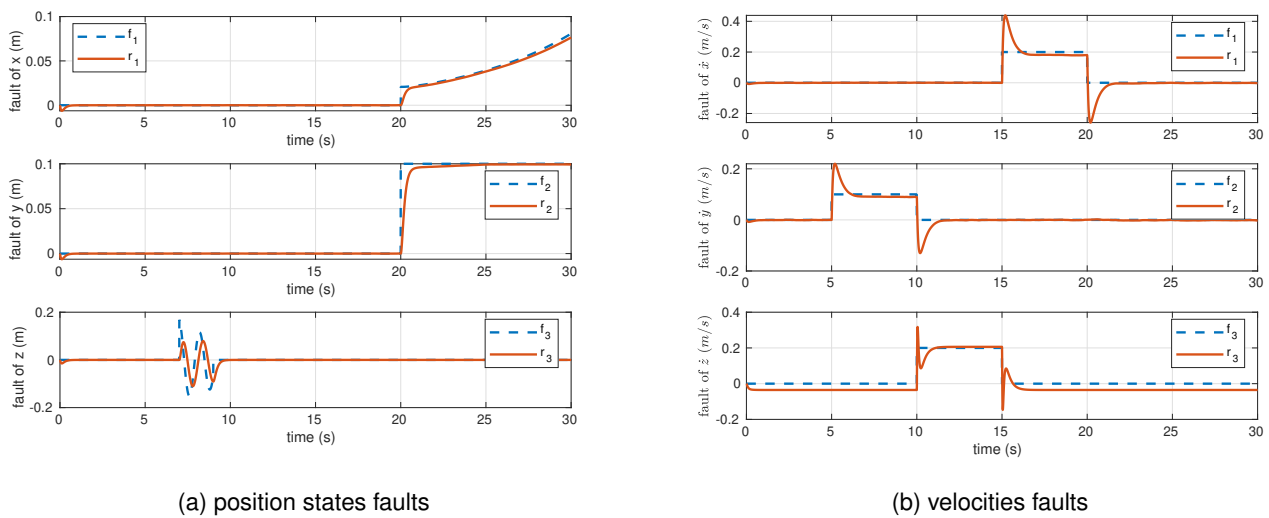 fault of x (m)
0.1
0.05
0
f1
r1
0 5 10 15 20 25 30
time (s)
fault of y (m)
0.1
0.05
0
f2
r2
0 5 10 15 20 25 30
time (s)
fault of z (m)
0.2
0
-0.2
f3
r3
0 5 10 15 20 25 30
time (s)
(a) position states faults
fault of ẋ (m/s)
0.4
0.2
0
-0.2
f1
r1
0 5 10 15 20 25 30
fault of ẏ (m/s)
0.2
0
-0.2
f2
r2
0 5 10 15 20 25 30
fault of ż (m/s)
0.4
0.2
0
-0.2
f3
r3
0 5 10 15 20 25 30
time (s)
(b) velocities faults